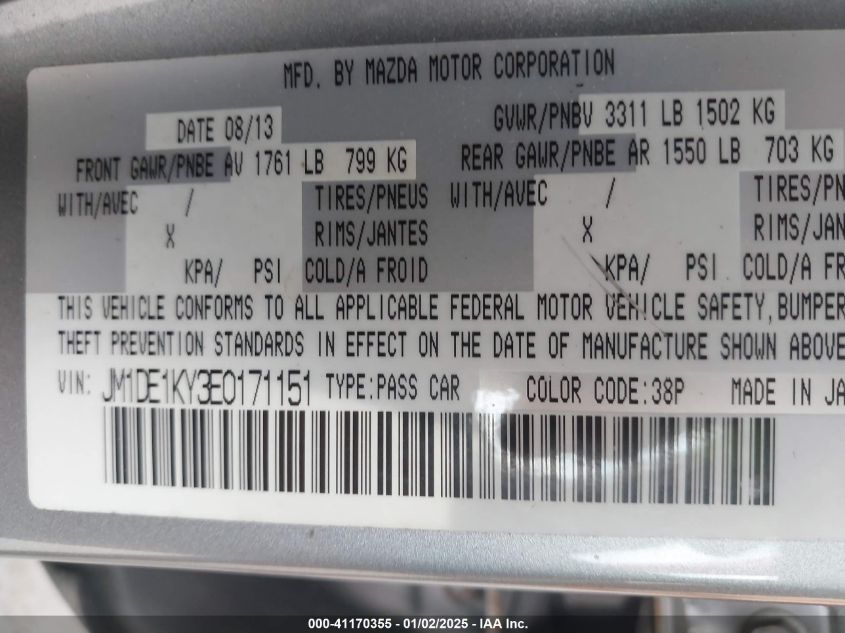 MFD. BY MAZDA MOTOR CORPORATION
DATE 08/13 GVWR/PNBV 3311 LB 1502 KG
FRONT GAWR/PNBE AV 1761 LB 799 KG REAR GAWR/PNBE AR 1550 LB 703 KG
WITH/AVEC / TIRES/PNEUS WITH/AVEC / TIRES/PN
X RIMS/JANTES X RIMS/JAN
KPA/ PSI COLD/A FROID KPA/ PSI COLD/A FR
THIS VEHICLE CONFORMS TO ALL APPLICABLE FEDERAL MOTOR VEHICLE SAFETY, BUMPER
THEFT PREVENTION STANDARDS IN EFFECT ON THE DATE OF MANUFACTURE SHOWN ABOVE
VIN: JM1DE1KY3E0171151 TYPE:PASS CAR COLOR CODE:38P MADE IN JA
000-41170355 - 01/02/2025 - IAA Inc.